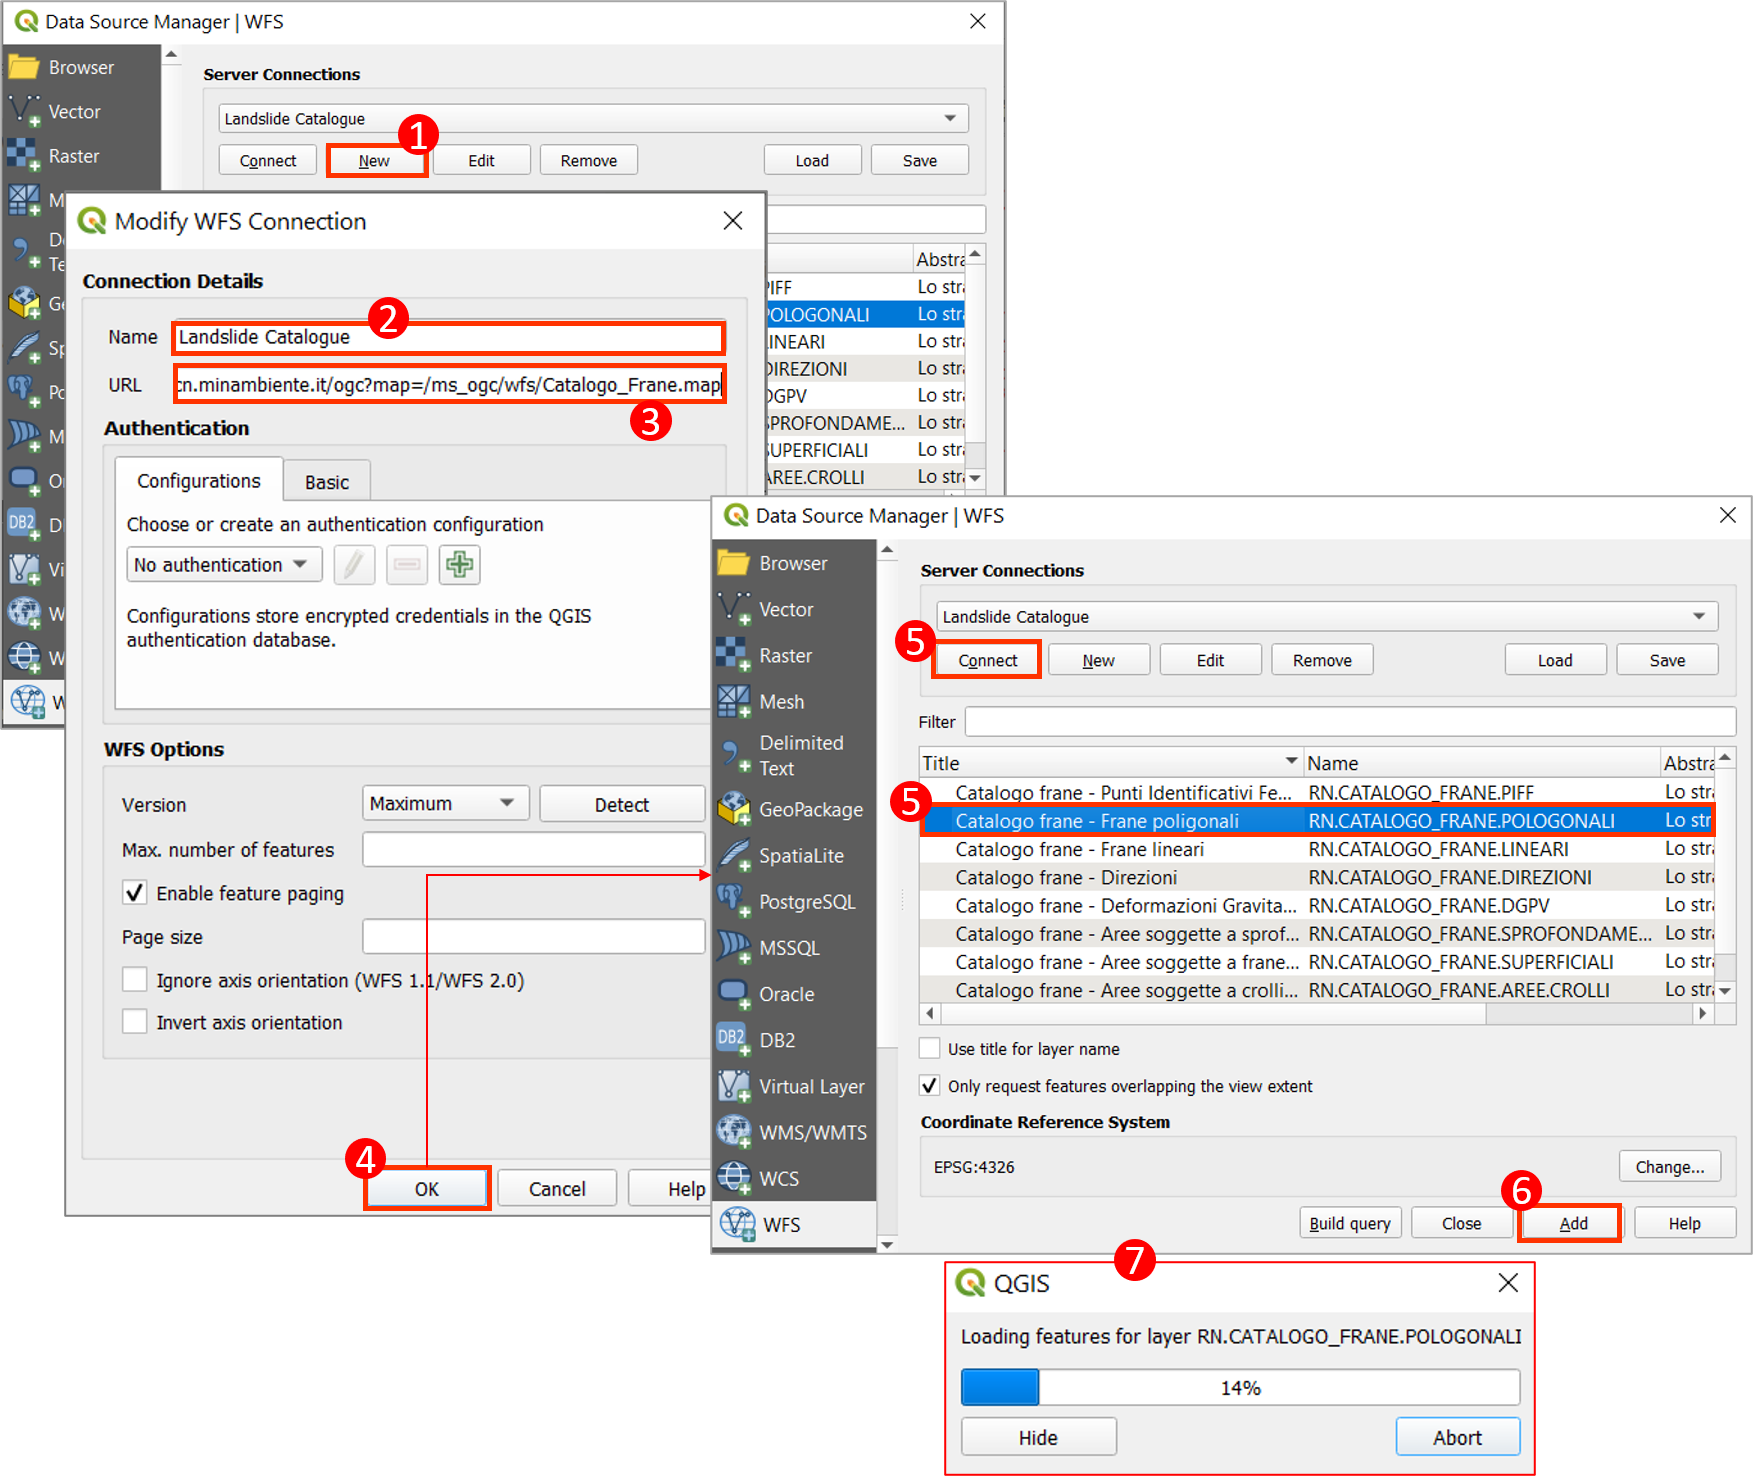 Data Source Manager | WFS
Browser
Vector
Raster
Server Connections
Landslide Catalogue
1
Connect
New
Edit
Remove
Load
Save
Abstra
PIFF
Lo stra
POLOGONALI
Lo stra
LINEARI
Lo stra
DIREZIONI
Lo stra
DGPV
Lo stra
SPROFONDAME...
Lo stra
SUPERFICIALI
Lo stra
AREE.CROLLI
Lo stra
Modify WFS Connection
Connection Details
2
Name
Landslide Catalogue
URL
cn.minambiente.it/ogc?map=/ms_ogc/wfs/Catalogo_Frane.map
3
Authentication
Configurations
Basic
Choose or create an authentication configuration
No authentication
Configurations store encrypted credentials in the QGIS
authentication database.
WFS Options
Version
Maximum
Detect
Max. number of features
Enable feature paging
Page size
Ignore axis orientation (WFS 1.1/WFS 2.0)
Invert axis orientation
4
OK
Cancel
Help
DB2
Data Source Manager | WFS
Browser
Vector
Raster
Mesh
Delimited
Text
GeoPackage
SpatiaLite
PostgreSQL
MSSQL
Oracle
DB2
DB2
Virtual Layer
WMS/WMTS
WCS
WFS
Server Connections
Landslide Catalogue
5
Connect
New
Edit
Remove
Load
Save
Filter
Title
Name
Abstra
Catalogo frane - Punti Identificativi Fe...
RN.CATALOGO_FRANE.PIFF
Lo stra
5
Catalogo frane - Frane poligonali
RN.CATALOGO_FRANE.POLOGONALI
Lo str
Catalogo frane - Frane lineari
RN.CATALOGO_FRANE.LINEARI
Lo stra
Catalogo frane - Direzioni
RN.CATALOGO_FRANE.DIREZIONI
Lo stra
Catalogo frane - Deformazioni Gravita...
RN.CATALOGO_FRANE.DGPV
Lo stra
Catalogo frane - Aree soggette a sprof...
RN.CATALOGO_FRANE.SPROFONDAME...
Lo stra
Catalogo frane - Aree soggette a frane...
RN.CATALOGO_FRANE.SUPERFICIALI
Lo stra
Catalogo frane - Aree soggette a crolli...
RN.CATALOGO_FRANE.AREE.CROLLI
Lo stra
Use title for layer name
Only request features overlapping the view extent
Coordinate Reference System
EPSG:4326
Change...
6
Build query
Close
Add
Help
7
QGIS
Loading features for layer RN.CATALOGO_FRANE.POLOGONALI
14%
Hide
Abort